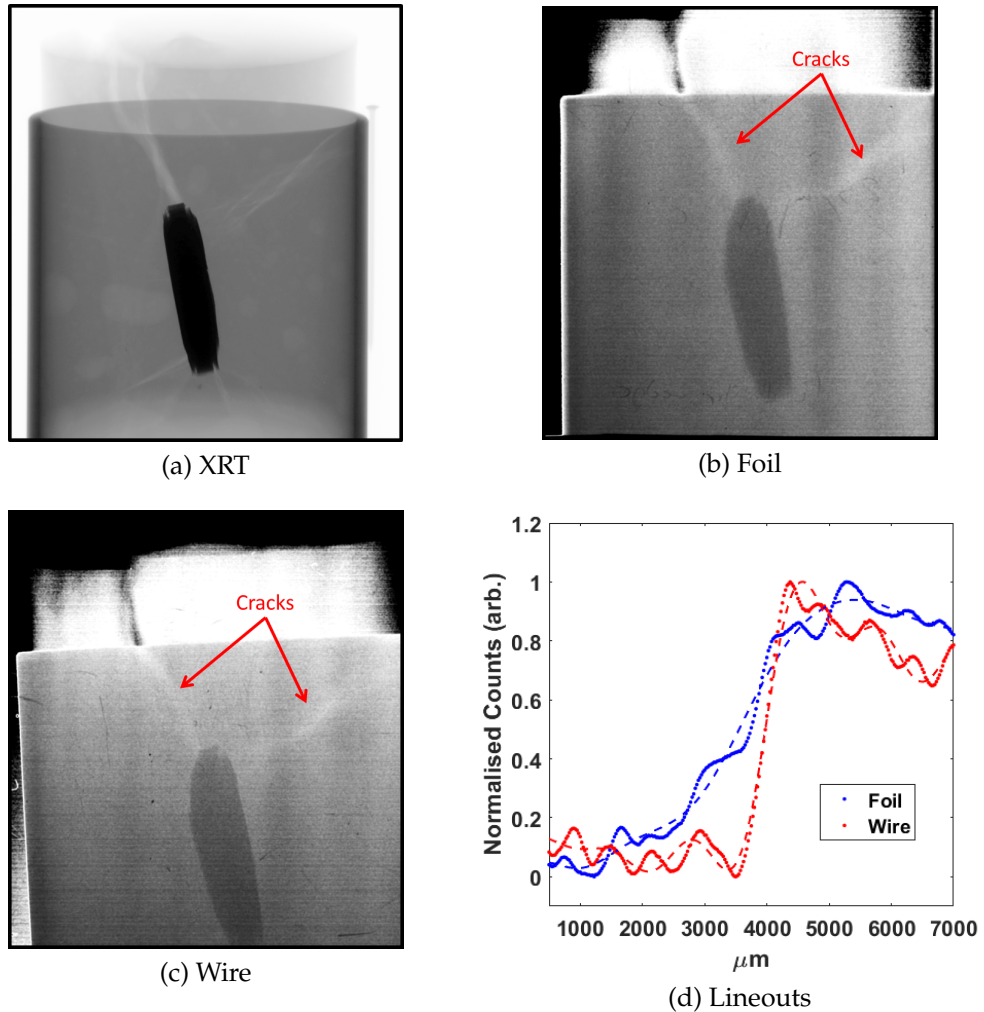 (a) XRT
Cracks
(b) Foil
Cracks
(c) Wire
Normalised Counts (arb.)
1.2
1
0.8
0.6
0.4
0.2
0
Foil
Wire
1000 2000 3000 4000 5000 6000 7000
μm
(d) Lineouts